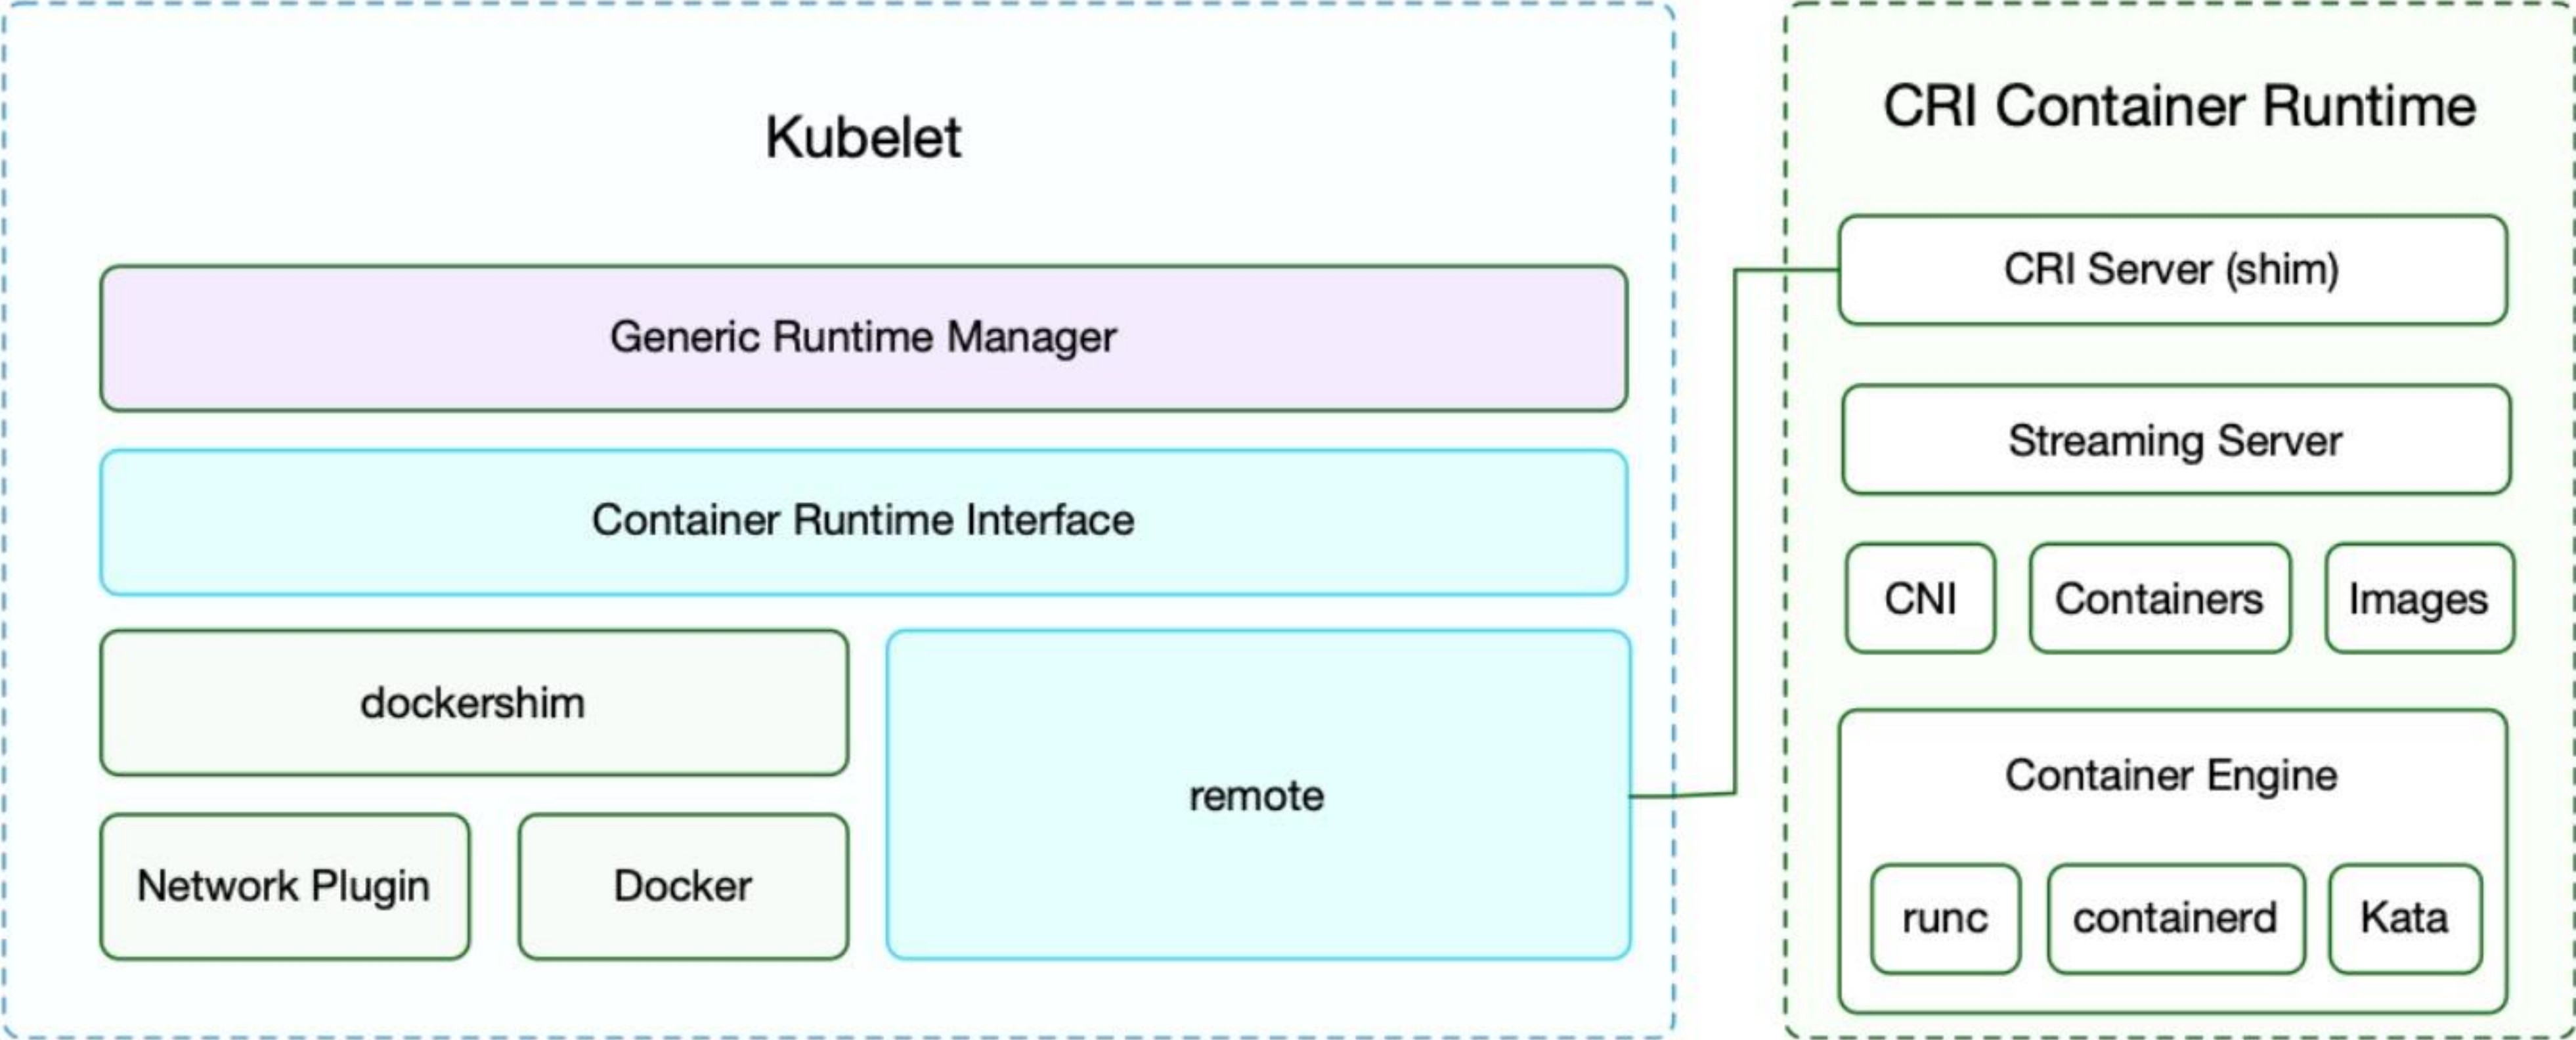 Kubelet
Generic Runtime Manager
Container Runtime Interface
dockershim
Network Plugin
Docker
remote
CRI Container Runtime
CRI Server (shim)
Streaming Server
CNI
Containers
Images
Container Engine
runc
containerd
Kata